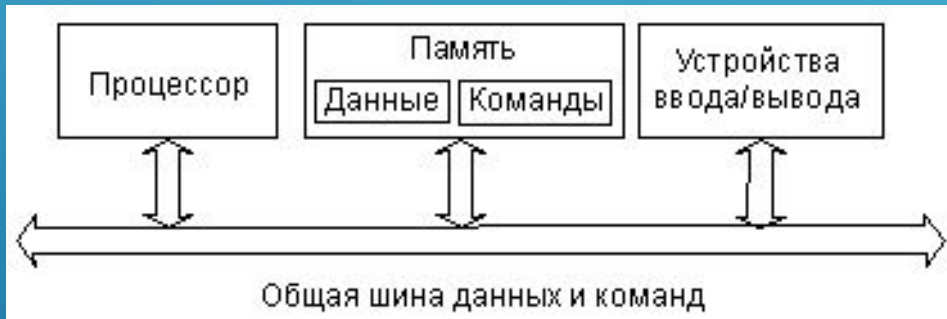 Процессор
Память
Данные
Команды
Устройства
ввода/вывода
Общая шина данных и команд